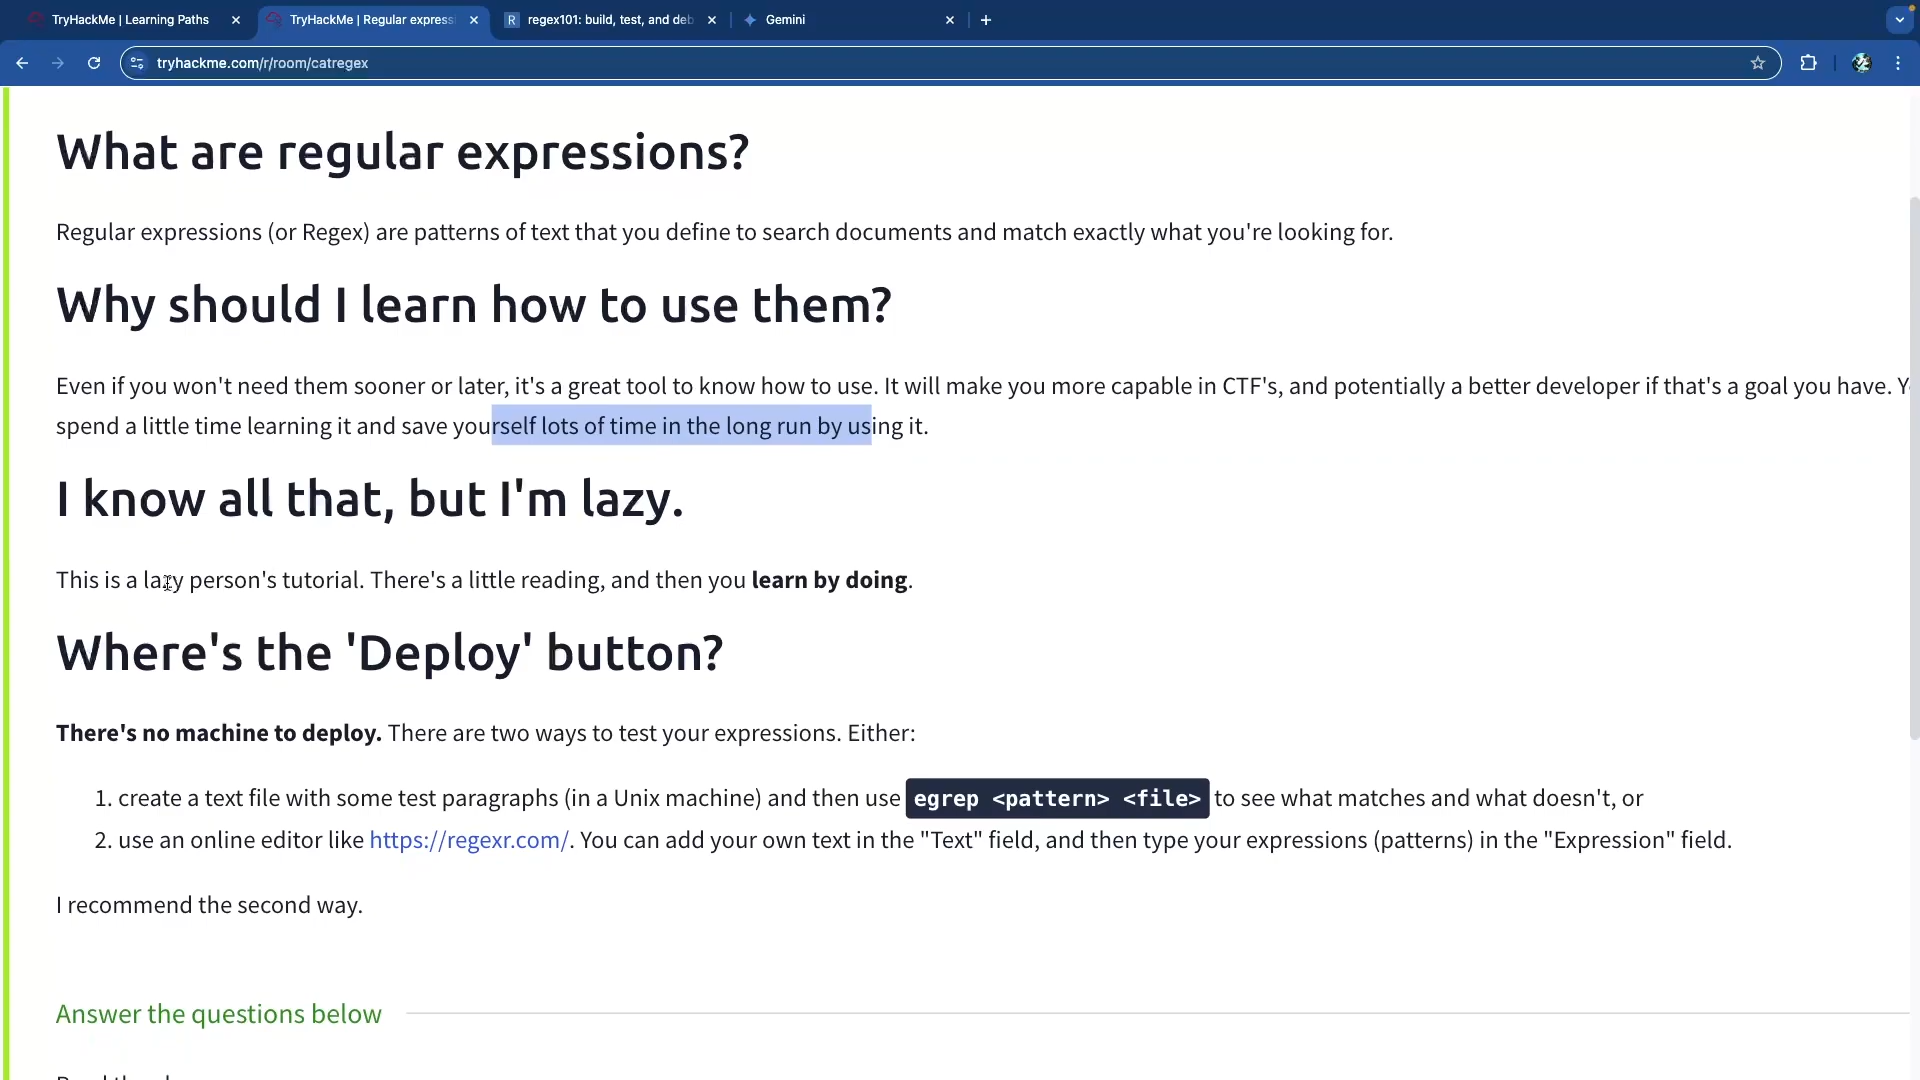 TryHackMe | Learning Paths
TryHackMe | Regular express
R regex101: build, test, and deb
Gemini
tryhackme.com/r/room/catregex
What are regular expressions?
Regular expressions (or Regex) are patterns of text that you define to search documents and match exactly what you're looking for.
Why should I learn how to use them?
Even if you won't need them sooner or later, it's a great tool to know how to use. It will make you more capable in CTF's, and potentially a better developer if that's a goal you have. Y
spend a little time learning it and save yourself lots of time in the long run by using it.
I know all that, but I'm lazy.
This is a lazy person's tutorial. There's a little reading, and then you learn by doing.
Where's the 'Deploy' button?
There's no machine to deploy. There are two ways to test your expressions. Either:
1. create a text file with some test paragraphs (in a Unix machine) and then use egrep <pattern> <file> to see what matches and what doesn't, or
2. use an online editor like https://regexr.com/. You can add your own text in the "Text" field, and then type your expressions (patterns) in the "Expression" field.
I recommend the second way.
Answer the questions below